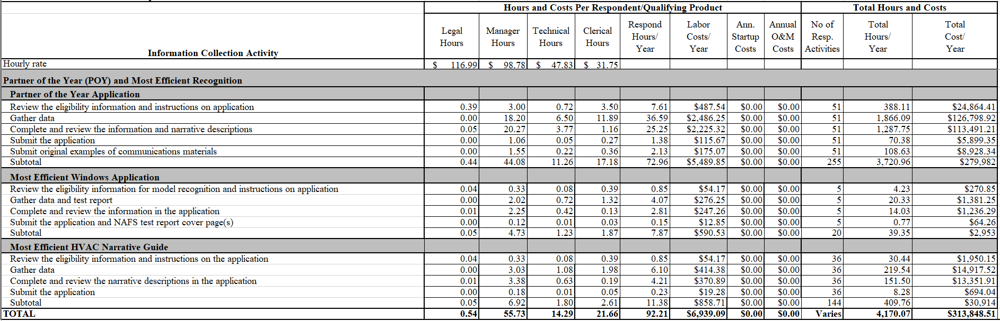 Hours and Costs Per Respondent/Qualifying Product Total Hours and Costs
Information Collection Activity Legal Hours Manager Hours Technical Hours Clerical Hours Respond Hours/ Year Labor Costs/ Year Ann. Startup Costs Annual O&M Costs No of Resp. Activities Total Hours/ Year Total Cost/ Year
Hourly rate $ 116.99 $ 98.78 $ 47.83 $ 31.75
Partner of the Year (POY) and Most Efficient Recognition
Partner of the Year Application
Review the eligibility information and instructions on application 0.39 3.00 0.72 3.50 7.61 $487.54 $0.00 $0.00 51 388.11 $24,864.41
Gather data 0.00 18.20 6.50 11.89 36.59 $2,486.25 $0.00 $0.00 51 1,866.09 $126,798.92
Complete and review the information and narrative descriptions 0.05 20.27 3.77 1.16 25.25 $2,225.32 $0.00 $0.00 51 1,287.75 $113,491.21
Submit the application 0.00 1.06 0.05 0.27 1.38 $115.67 $0.00 $0.00 51 70.38 $5,899.35
Submit original examples of communications materials 0.00 1.55 0.22 0.36 2.13 $175.07 $0.00 $0.00 51 108.63 $8,928.34
Subtotal 0.44 44.08 11.26 17.18 72.96 $5,489.85 $0.00 $0.00 255 3,720.96 $279,982
Most Efficient Windows Application
Review the eligibility information for model recognition and instructions on application 0.04 0.33 0.08 0.39 0.85 $54.17 $0.00 $0.00 5 4.23 $270.85
Gather data and test report 0.00 2.02 0.72 1.32 4.07 $276.25 $0.00 $0.00 5 20.33 $1,381.25
Complete and review the information in the application 0.01 2.25 0.42 0.13 2.81 $247.26 $0.00 $0.00 5 14.03 $1,236.29
Submit the application and NAFS test report cover page(s) 0.00 0.12 0.01 0.03 0.15 $12.85 $0.00 $0.00 5 0.77 $64.26
Subtotal 0.05 4.73 1.23 1.87 7.87 $590.53 $0.00 $0.00 20 39.35 $2,953
Most Efficient HVAC Narrative Guide
Review the eligibility information and instructions on the application 0.04 0.33 0.08 0.39 0.85 $54.17 $0.00 $0.00 36 30.44 $1,950.15
Gather data 0.00 3.03 1.08 1.98 6.10 $414.38 $0.00 $0.00 36 219.54 $14,917.52
Complete and review the narrative descriptions in the application 0.01 3.38 0.63 0.19 4.21 $370.89 $0.00 $0.00 36 151.50 $13,351.91
Submit the application 0.00 0.18 0.01 0.05 0.23 $19.28 $0.00 $0.00 36 8.28 $694.04
Subtotal 0.05 6.92 1.80 2.61 11.38 $858.71 $0.00 $0.00 144 409.76 $30,914
TOTAL 0.54 55.73 14.29 21.66 92.21 $6,939.09 $0.00 $0.00 Varies 4,170.07 $313,848.51